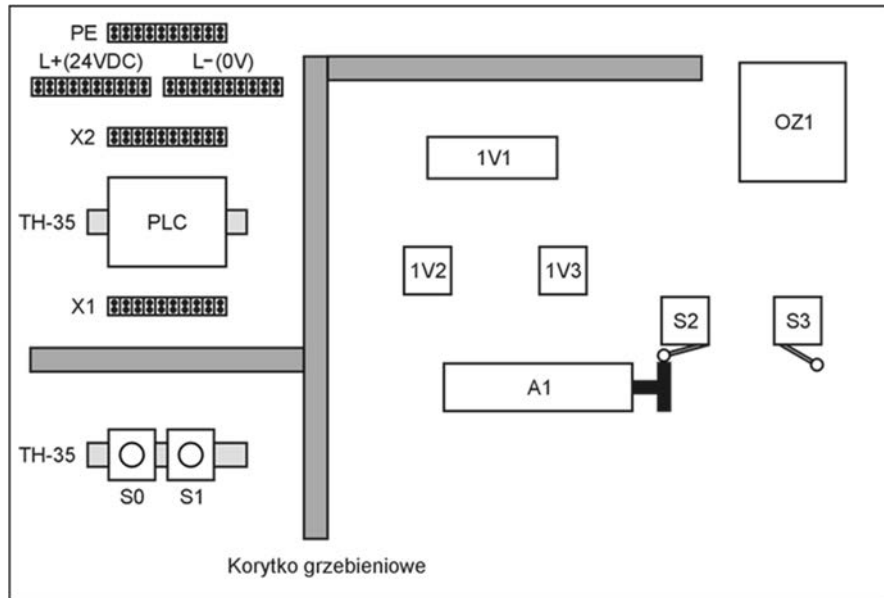 PE
L+(24VDC) L−(0V)
X2
TH-35 PLC
X1
TH-35
S0 S1
1V1
OZ1
1V2 1V3
S2 S3
A1
Korytko grzebieniowe